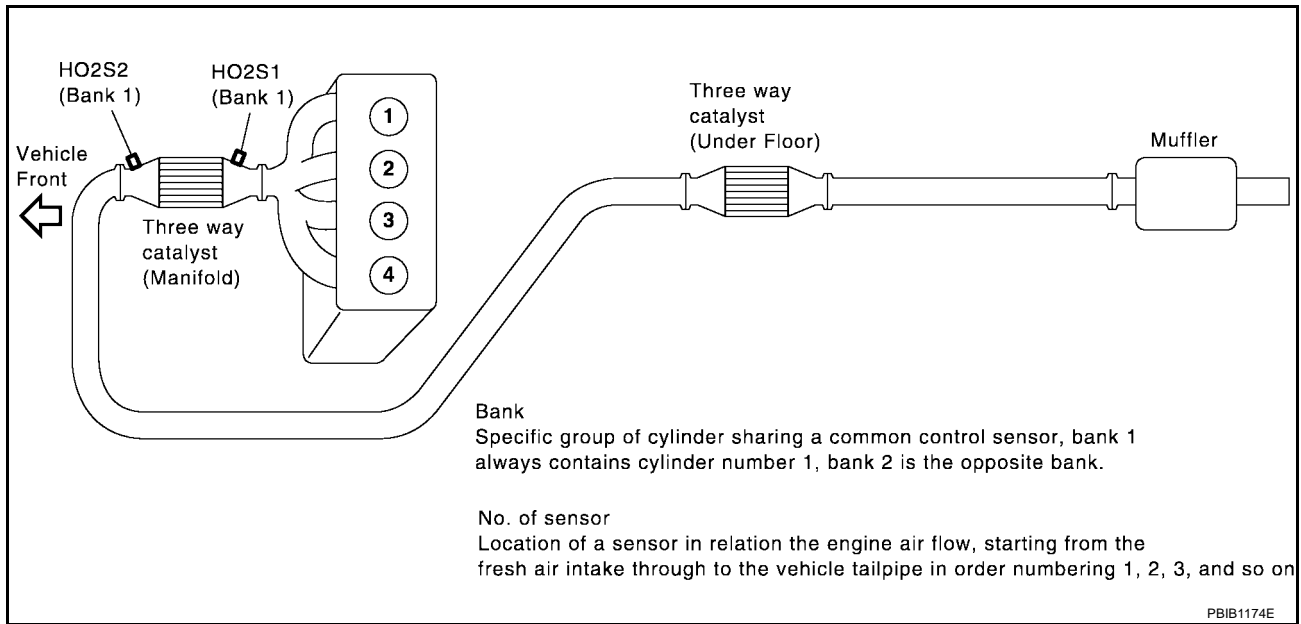 HO2S2
(Bank 1)
HO2S1
(Bank 1)
Vehicle
Front
Three way
catalyst
(Manifold)
1
2
3
4
Three way
catalyst
(Under Floor)
Muffler
Bank
Specific group of cylinder sharing a common control sensor, bank 1
always contains cylinder number 1, bank 2 is the opposite bank.
No. of sensor
Location of a sensor in relation the engine air flow, starting from the
fresh air intake through to the vehicle tailpipe in order numbering 1, 2, 3, and so on
PBIB1174E